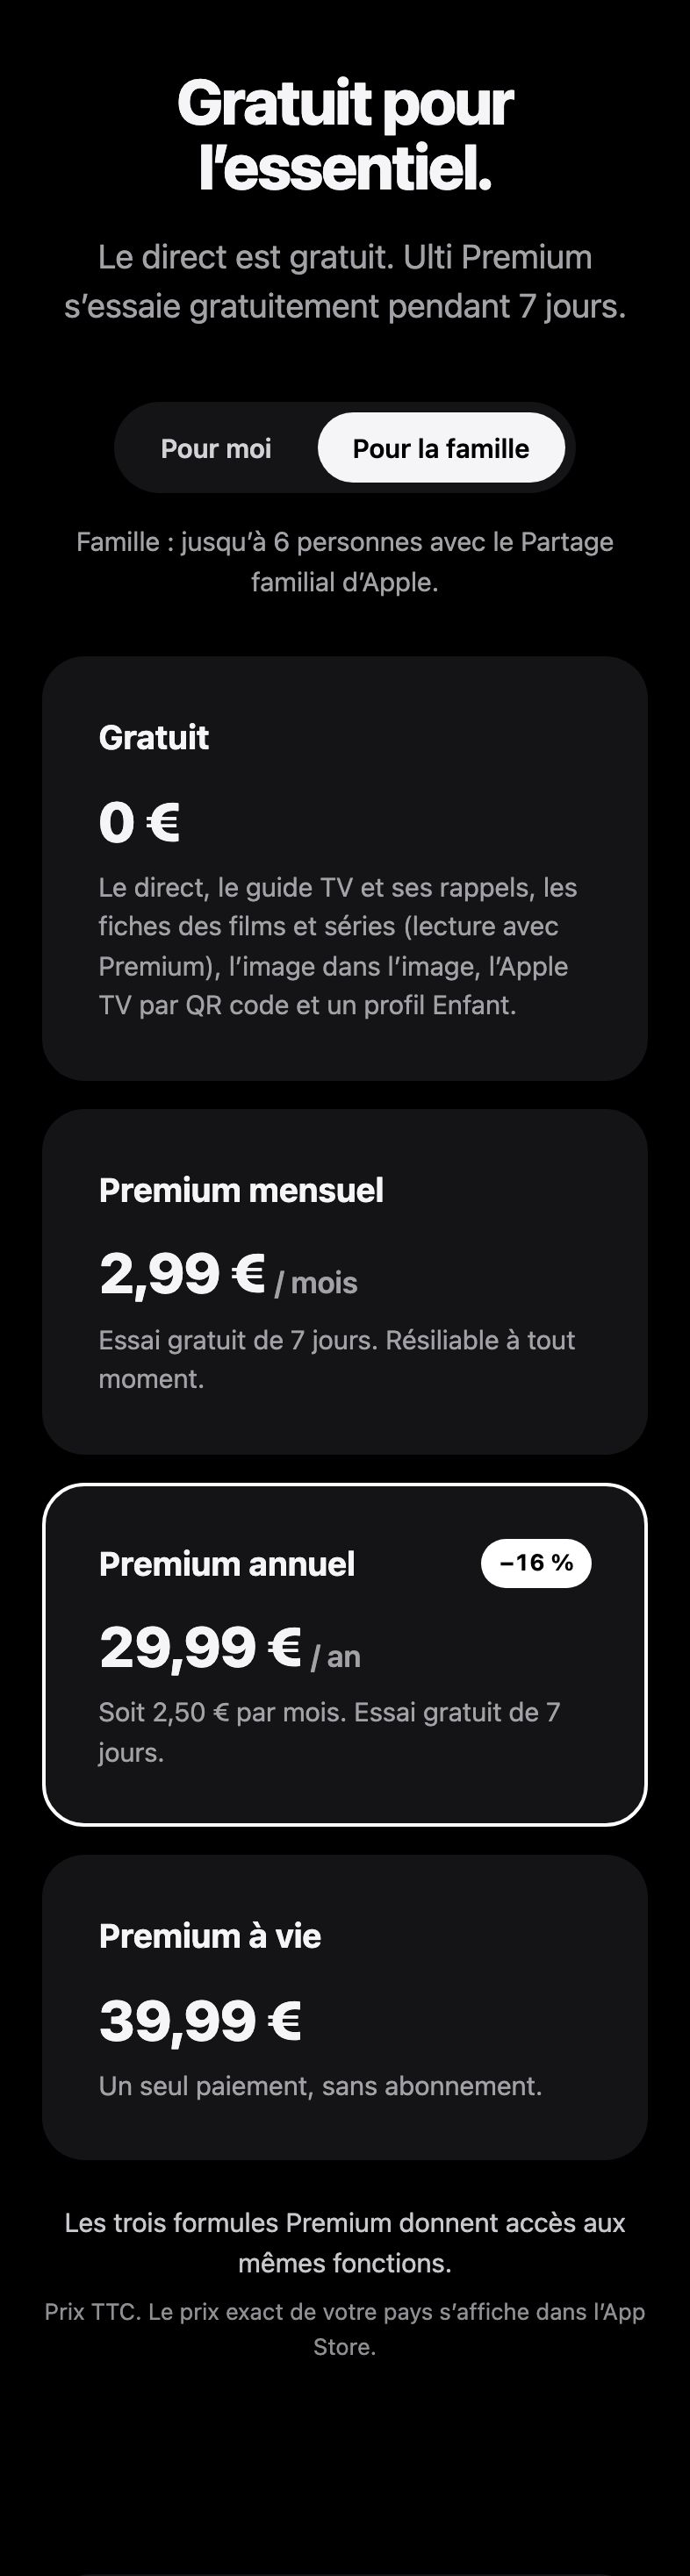 Gratuit pour
l’essentiel.
Le direct est gratuit. Ulti Premium
s’essaie gratuitement pendant 7 jours.
Pour moi
Pour la famille
Famille : jusqu’à 6 personnes avec le Partage
familial d’Apple.
Gratuit
0 €
Le direct, le guide TV et ses rappels, les
fiches des films et séries (lecture avec
Premium), l’image dans l’image, l’Apple
TV par QR code et un profil Enfant.
Premium mensuel
2,99 € / mois
Essai gratuit de 7 jours. Résiliable à tout
moment.
Premium annuel
−16 %
29,99 € / an
Soit 2,50 € par mois. Essai gratuit de 7
jours.
Premium à vie
39,99 €
Un seul paiement, sans abonnement.
Les trois formules Premium donnent accès aux
mêmes fonctions.
Prix TTC. Le prix exact de votre pays s’affiche dans l’App
Store.